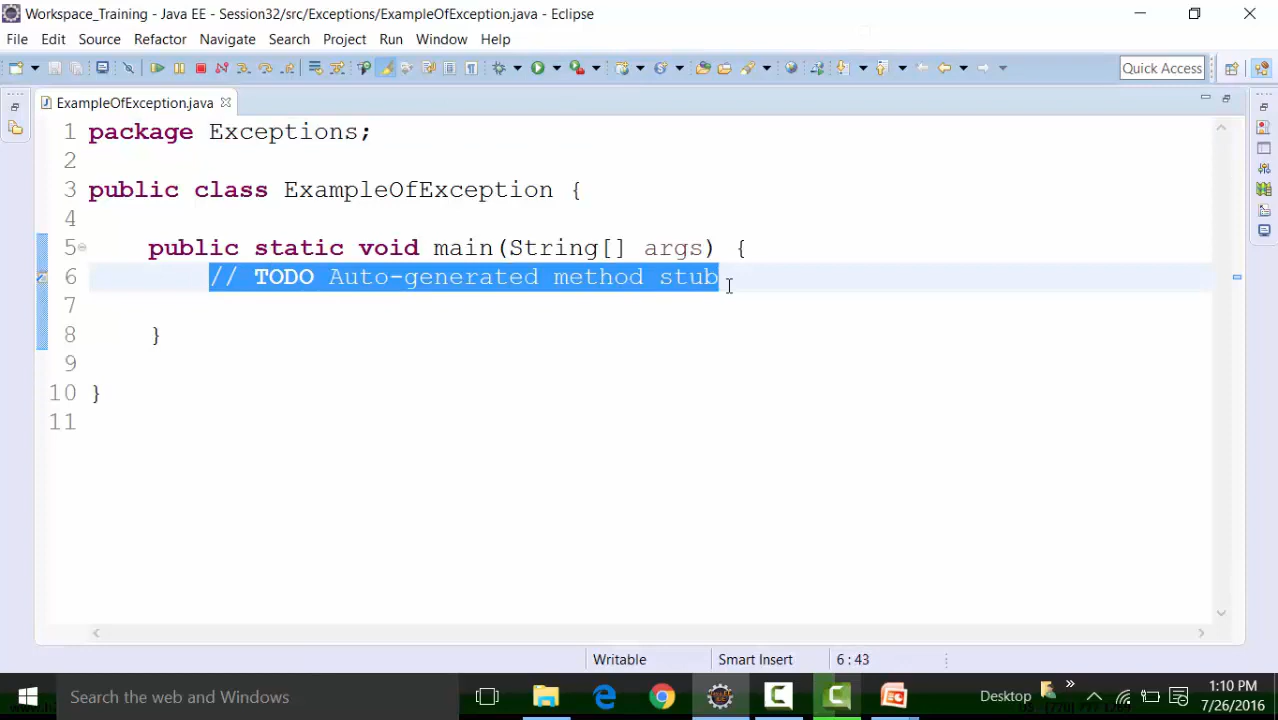 Workspace_Training - Java EE - Session32/src/Exceptions/ExampleOfException.java - Eclipse
File Edit Source Refactor Navigate Search Project Run Window Help
Quick Access
ExampleOfException.java
1 package Exceptions;
2
3 public class ExampleOfException {
4
5 public static void main(String[] args) {
6 // TODO Auto-generated method stub
7
8 }
9
10 }
11
Writable Smart Insert 6 : 43
Search the web and Windows
Desktop
1:10 PM
7/26/2016